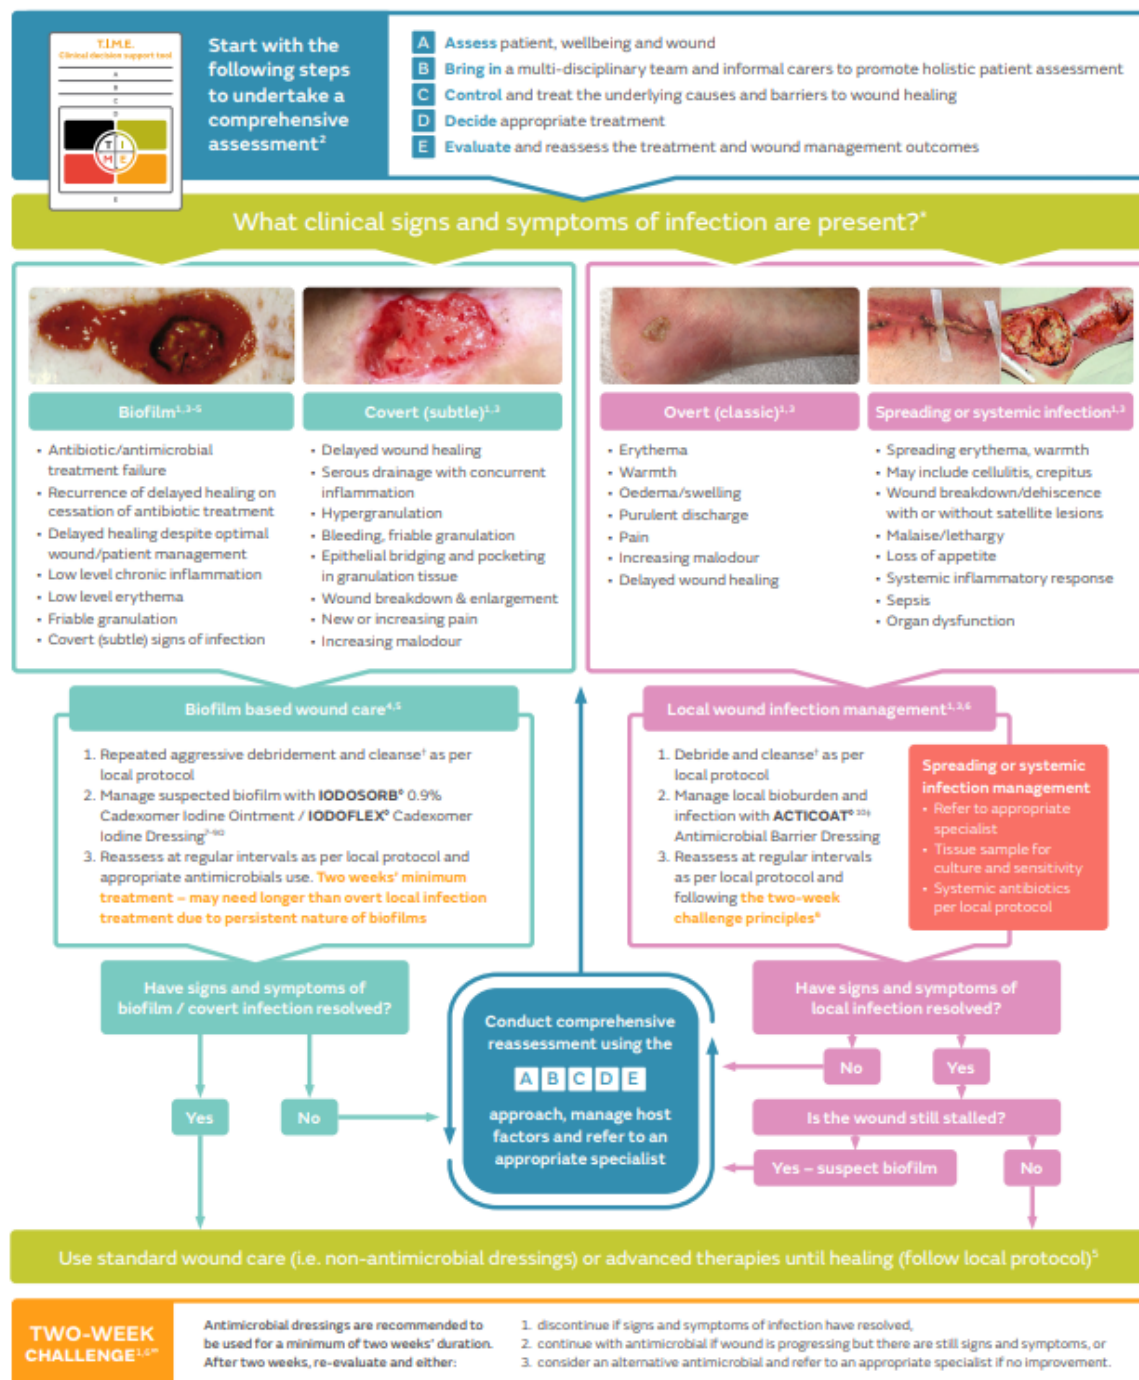 T.I.M.E.
Clinical decision support tool
A
B
C
D
T I
M E
E
Start with the
following steps
to undertake a
comprehensive
assessment²
A Assess patient, wellbeing and wound
B Bring in a multi-disciplinary team and informal carers to promote holistic patient assessment
C Control and treat the underlying causes and barriers to wound healing
D Decide appropriate treatment
E Evaluate and reassess the treatment and wound management outcomes
What clinical signs and symptoms of infection are present?*
Biofilm¹,³⁻⁵
• Antibiotic/antimicrobial
treatment failure
• Recurrence of delayed healing on
cessation of antibiotic treatment
• Delayed healing despite optimal
wound/patient management
• Low level chronic inflammation
• Low level erythema
• Friable granulation
• Covert (subtle) signs of infection
Covert (subtle)¹,³
• Delayed wound healing
• Serous drainage with concurrent
inflammation
• Hypergranulation
• Bleeding, friable granulation
• Epithelial bridging and pocketing
in granulation tissue
• Wound breakdown & enlargement
• New or increasing pain
• Increasing malodour
Overt (classic)¹,³
• Erythema
• Warmth
• Oedema/swelling
• Purulent discharge
• Pain
• Increasing malodour
• Delayed wound healing
Spreading or systemic infection¹,³
• Spreading erythema, warmth
• May include cellulitis, crepitus
• Wound breakdown/dehiscence
with or without satellite lesions
• Malaise/lethargy
• Loss of appetite
• Systemic inflammatory response
• Sepsis
• Organ dysfunction
Biofilm based wound care⁴,⁵
1. Repeated aggressive debridement and cleanse† as per
local protocol
2. Manage suspected biofilm with IODOSORB° 0.9%
Cadexomer Iodine Ointment / IODOFLEX° Cadexomer
Iodine Dressing
3. Reassess at regular intervals as per local protocol and
appropriate antimicrobials use. Two weeks' minimum
treatment – may need longer than overt local infection
treatment due to persistent nature of biofilms
Local wound infection management¹,³,⁶
1. Debride and cleanse† as per
local protocol
2. Manage local bioburden and
infection with ACTICOAT°
Antimicrobial Barrier Dressing
3. Reassess at regular intervals
as per local protocol and
following the two-week
challenge principles⁶
Spreading or systemic
infection management
• Refer to appropriate
specialist
• Tissue sample for
culture and sensitivity
• Systemic antibiotics
per local protocol
Have signs and symptoms of
biofilm / covert infection resolved?
Yes
No
Conduct comprehensive
reassessment using the
A B C D E
approach, manage host
factors and refer to an
appropriate specialist
Have signs and symptoms of
local infection resolved?
No
Yes
Is the wound still stalled?
Yes – suspect biofilm
No
Use standard wound care (i.e. non-antimicrobial dressings) or advanced therapies until healing (follow local protocol)⁵
TWO-WEEK
CHALLENGE
Antimicrobial dressings are recommended to
be used for a minimum of two weeks' duration.
After two weeks, re-evaluate and either:
1. discontinue if signs and symptoms of infection have resolved,
2. continue with antimicrobial if wound is progressing but there are still signs and symptoms, or
3. consider an alternative antimicrobial and refer to an appropriate specialist if no improvement.